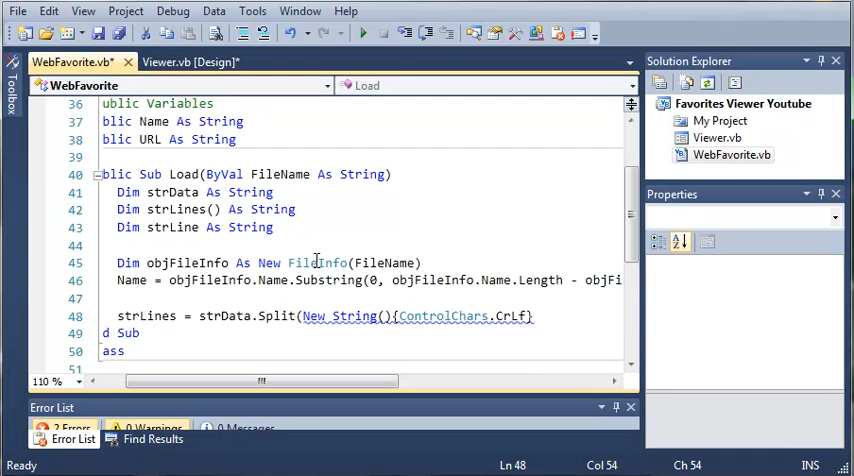 File Edit View Project Debug Data Tools Window Help
WebFavorite.vb* Viewer.vb [Design]*
WebFavorite Load
36 ublic Variables
37 blic Name As String
38 blic URL As String
39
40 blic Sub Load(ByVal FileName As String)
41 Dim strData As String
42 Dim strLines() As String
43 Dim strLine As String
44
45 Dim objFileInfo As New FileInfo(FileName)
46 Name = objFileInfo.Name.Substring(0, objFileInfo.Name.Length - objFi
47
48 strLines = strData.Split(New String(){ControlChars.CrLf}
49 d Sub
50 ass
51
110 %
Toolbox
Error List
2 Errors 0 Warnings 0 Messages
Error List Find Results
Solution Explorer
Favorites Viewer Youtube
My Project
Viewer.vb
WebFavorite.vb
Properties
Ready Ln 48 Col 54 Ch 54 INS